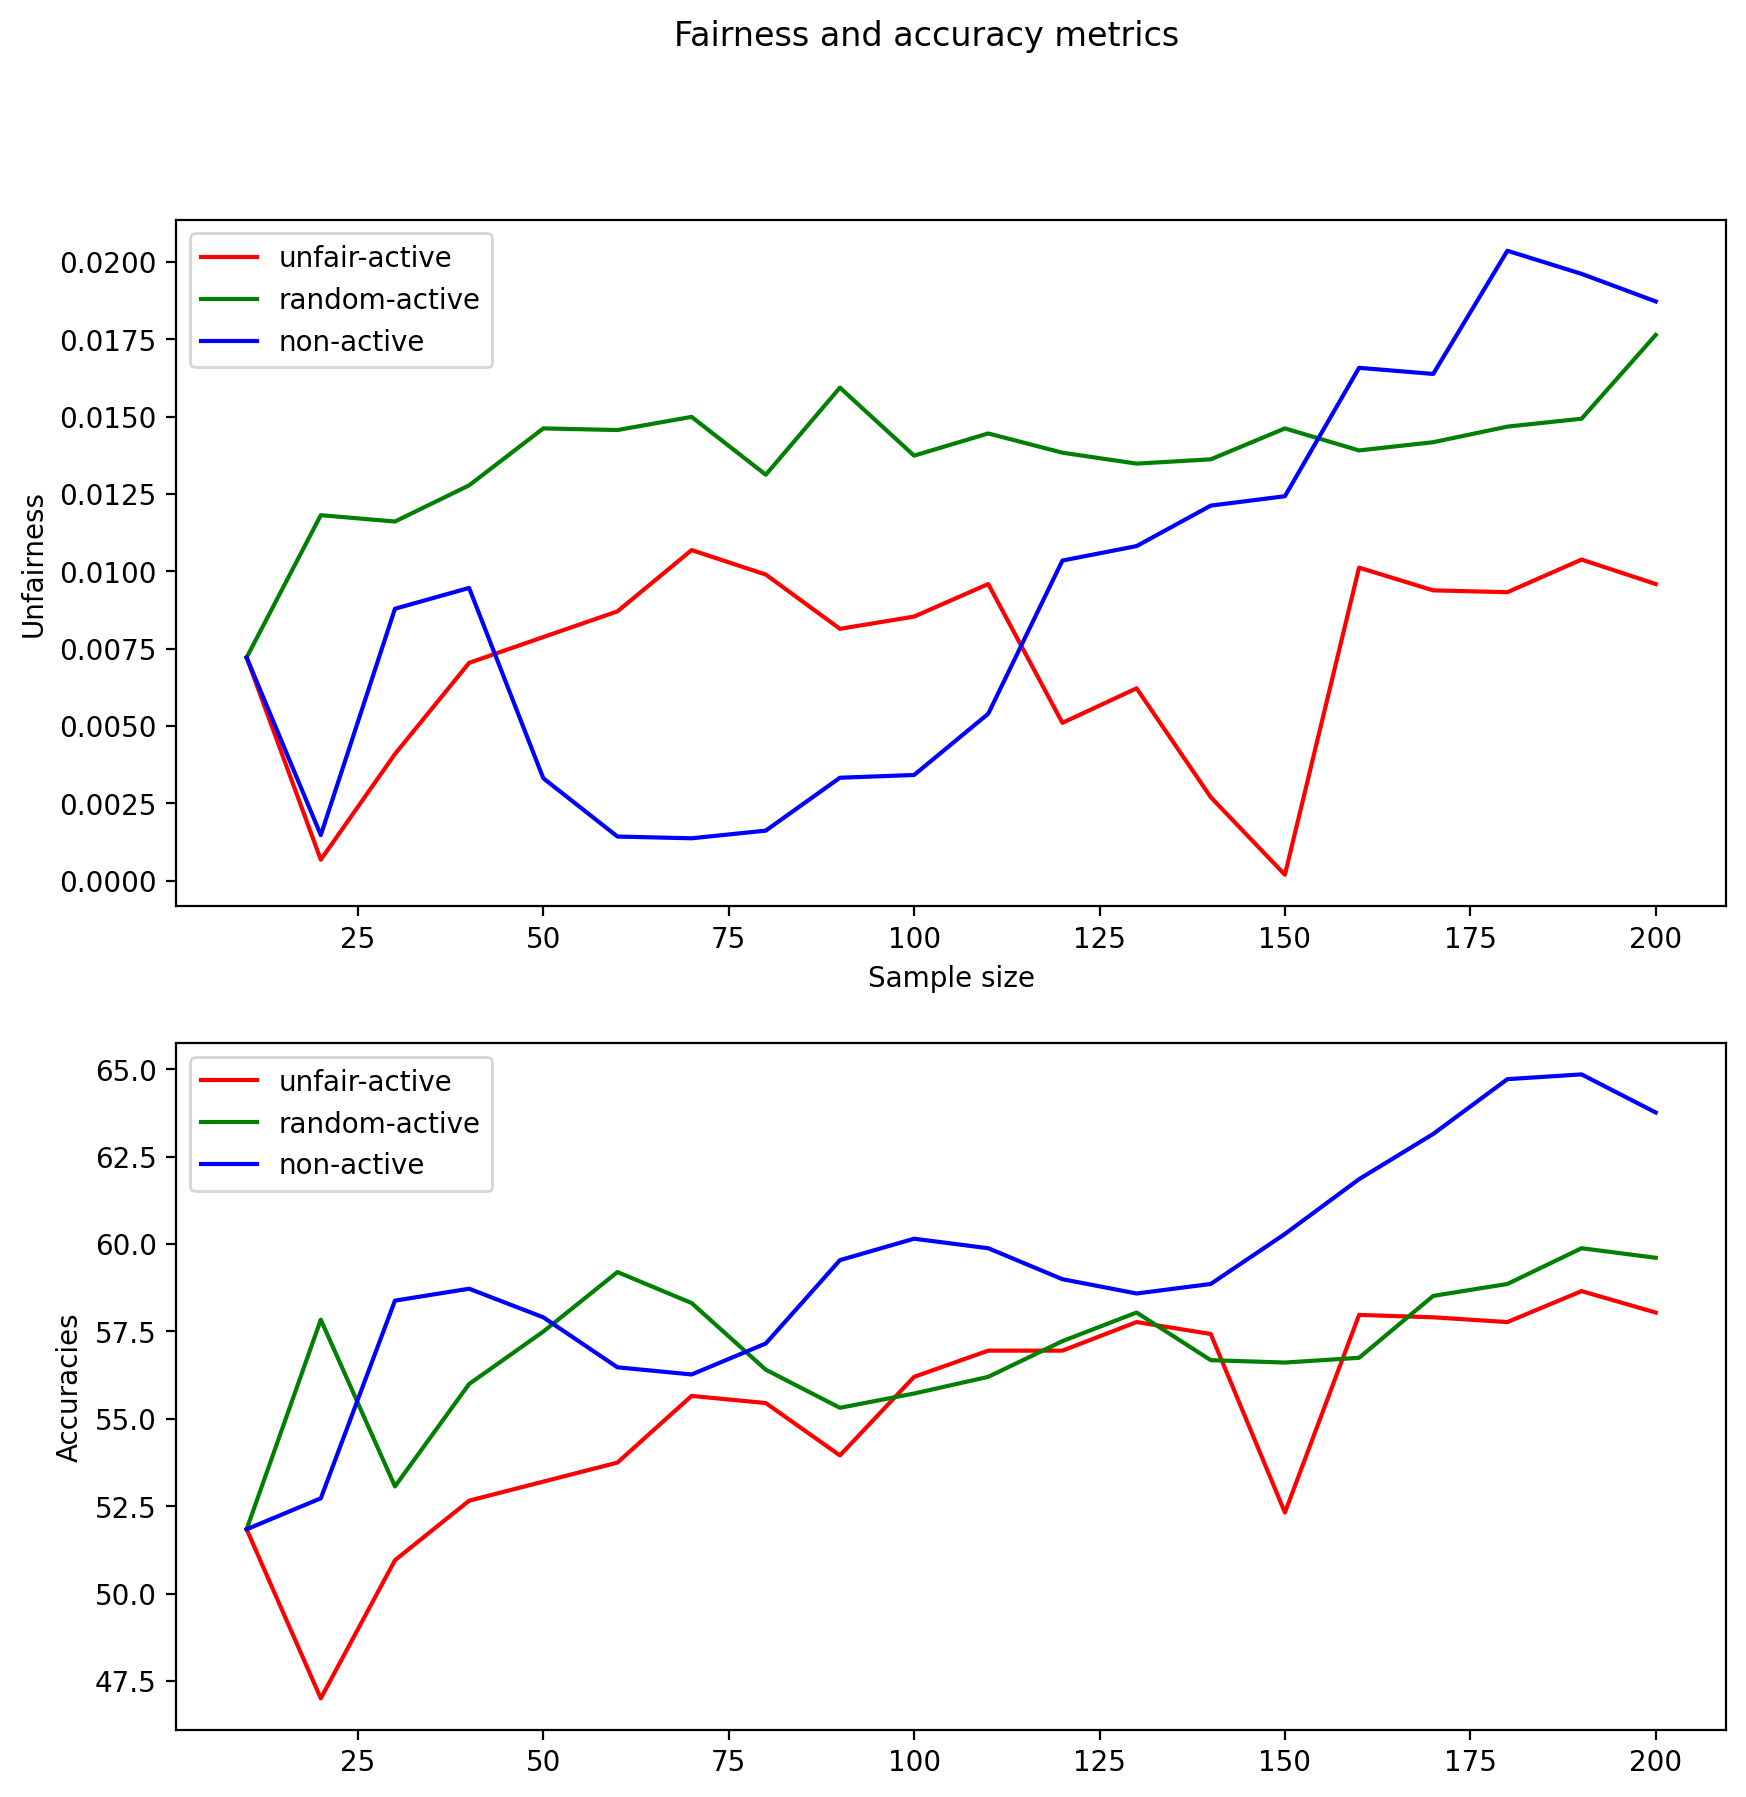 Fairness and accuracy metrics
unfair-active
random-active
non-active
0.0200
0.0175
0.0150
0.0125
0.0100
0.0075
0.0050
0.0025
0.0000
Unfairness
25 50 75 100 125 150 175 200
Sample size
unfair-active
random-active
non-active
65.0
62.5
60.0
57.5
55.0
52.5
50.0
47.5
Accuracies
25 50 75 100 125 150 175 200